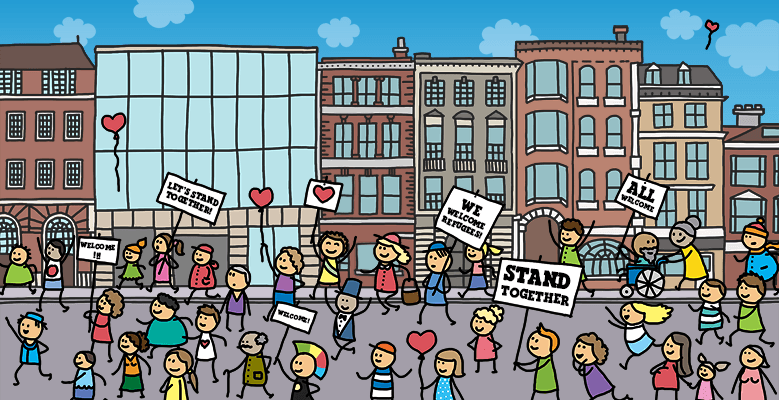 LET'S STAND
TOGETHER!
WE
WELCOME
REFUGEES!
ALL
WELCOME
WELCOME
!!!
STAND
TOGETHER
WELCOME!